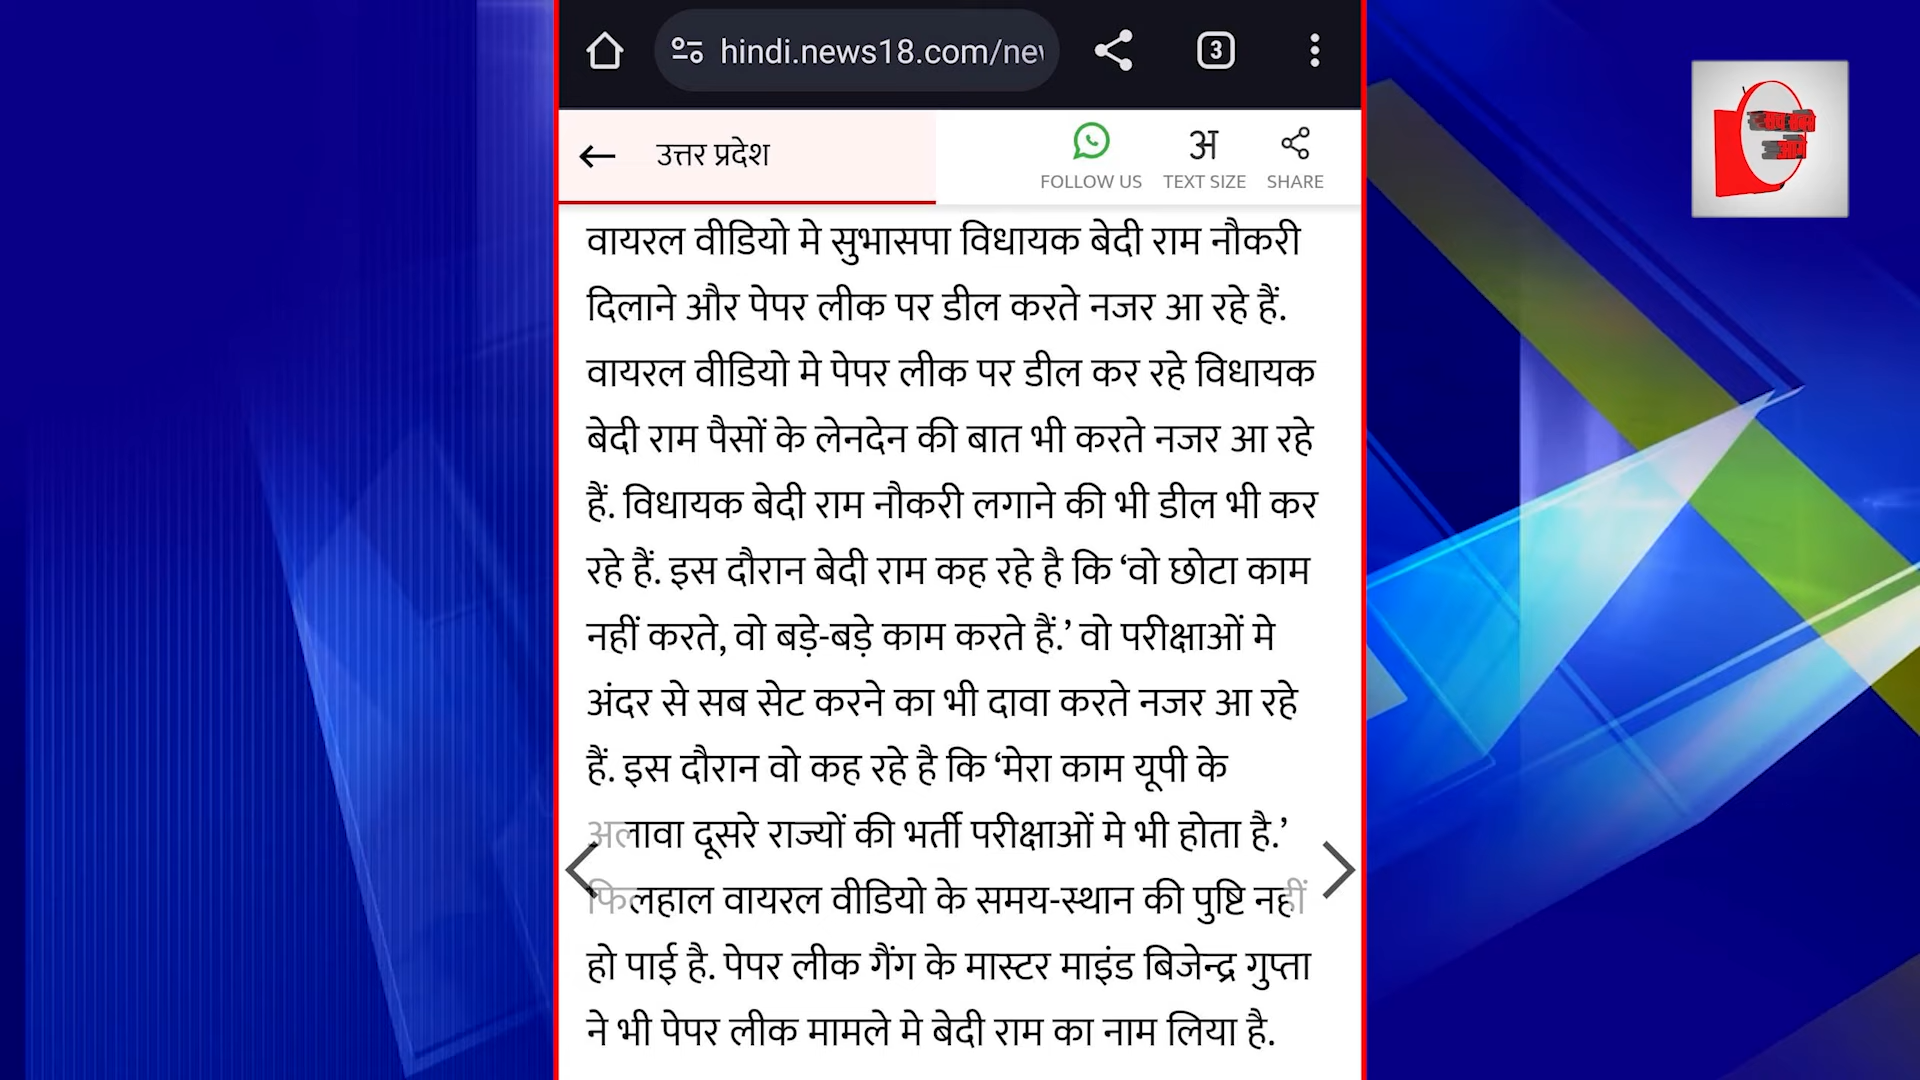 hindi.news18.com/nev
3
उत्तर प्रदेश
FOLLOW US
अ
TEXT SIZE
SHARE
वायरल वीडियो मे सुभासपा विधायक बेदी राम नौकरी
दिलाने और पेपर लीक पर डील करते नजर आ रहे हैं.
वायरल वीडियो मे पेपर लीक पर डील कर रहे विधायक
बेदी राम पैसों के लेनदेन की बात भी करते नजर आ रहे
हैं. विधायक बेदी राम नौकरी लगाने की भी डील भी कर
रहे हैं. इस दौरान बेदी राम कह रहे है कि ‘वो छोटा काम
नहीं करते, वो बड़े-बड़े काम करते हैं.’ वो परीक्षाओं मे
अंदर से सब सेट करने का भी दावा करते नजर आ रहे
हैं. इस दौरान वो कह रहे है कि ‘मेरा काम यूपी के
अलावा दूसरे राज्यों की भर्ती परीक्षाओं मे भी होता है.’
फिलहाल वायरल वीडियो के समय-स्थान की पुष्टि नहीं
हो पाई है. पेपर लीक गैंग के मास्टर माइंड बिजेन्द्र गुप्ता
ने भी पेपर लीक मामले मे बेदी राम का नाम लिया है.